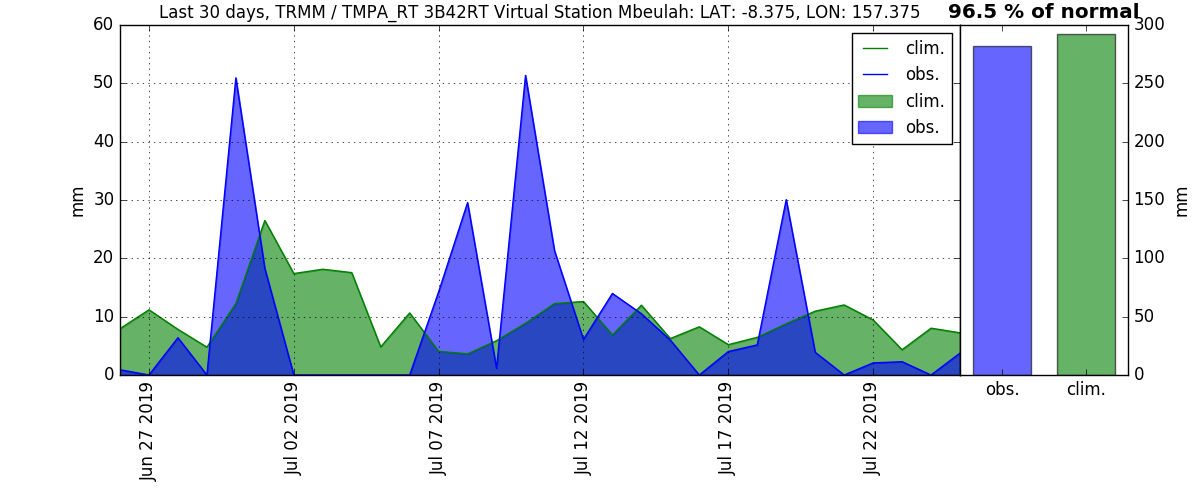 Last 30 days, TRMM / TMPA_RT 3B42RT Virtual Station Mbeulah: LAT: -8.375, LON: 157.375
96.5 % of normal
60
50
40
30
20
10
0
mm
clim.
obs.
clim.
obs.
Jun 27 2019
Jul 02 2019
Jul 07 2019
Jul 12 2019
Jul 17 2019
Jul 22 2019
300
250
200
150
100
50
0
mm
obs.
clim.